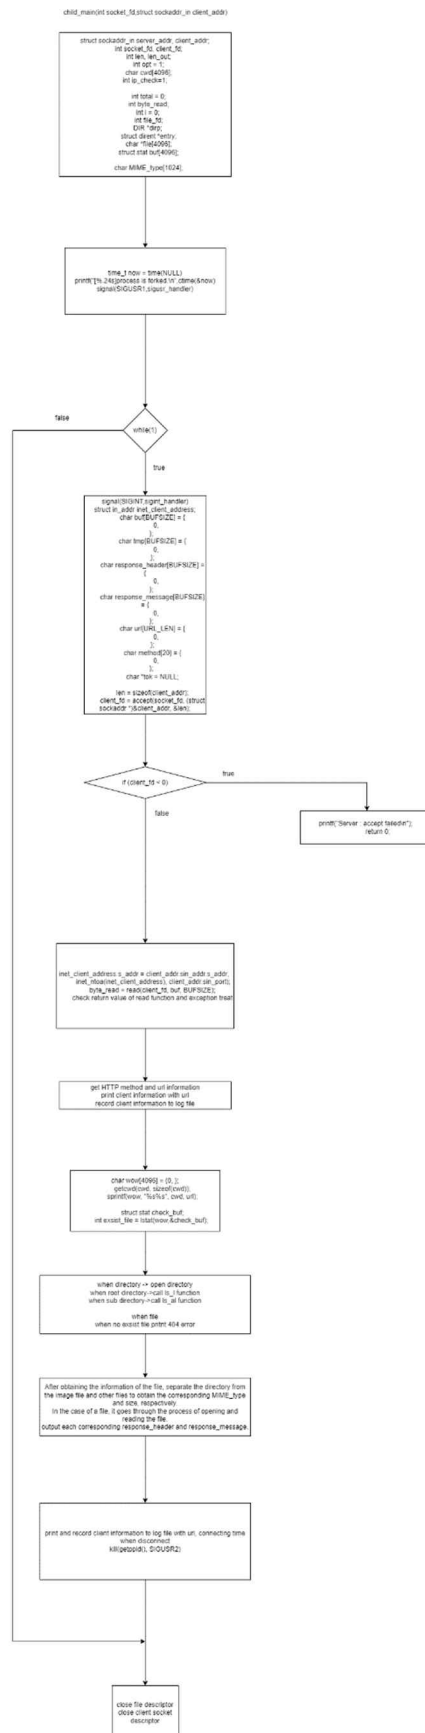 child_main(int socket_fd,struct sockaddr_in client_addr)
struct sockaddr_in server_addr, client_addr;
int socket_fd, client_fd;
int len, len_out;
int opt = 1;
char cwd[4096];
int ip_check=1;
int total = 0;
int byte_read;
int i = 0;
int file_fd;
DIR *dirp;
struct dirent *entry;
char *file[4096];
struct stat buf[4096];
char MIME_type[1024]
time_t now = time(NULL)
printf("[%.24s]process is forked.\n",ctime(&now)
signal(SIGUSR1,sigusr_handler)
false
while(1)
true
signal(SIGINT,sigint_handler)
struct in_addr inet_client_address;
char buf[BUFSIZE] = {
0,
};
char tmp[BUFSIZE] = {
0,
};
char response_header[BUFSIZE] =
{
0,
};
char response_message[BUFSIZE]
= {
0,
};
char url[URL_LEN] = {
0,
};
char method[20] = {
0,
};
char *tok = NULL;
len = sizeof(client_addr);
client_fd = accept(socket_fd, (struct
sockaddr *)&client_addr, &len);
if (client_fd < 0)
true
false
printf("Server : accept failed\n");
return 0;
inet_client_address.s_addr = client_addr.sin_addr.s_addr;
inet_ntoa(inet_client_address), client_addr.sin_port);
byte_read = read(client_fd, buf, BUFSIZE);
check return value of read function and exception treat
get HTTP method and url information
print client information with url
record client information to log file
char wow[4096] = {0, };
getcwd(cwd, sizeof(cwd));
sprintf(wow, "%s%s", cwd, url);
struct stat check_buf;
int exsist_file = lstat(wow,&check_buf);
when directory -> open directory
when root directory->call ls_l function
when sub directory->call ls_al function
when file
when no exsist file pritnt 404 error
After obtaining the information of the file, separate the directory from
the image file and other files to obtain the corresponding MIME_type
and size, respectively.
In the case of a file, it goes through the process of opening and
reading the file.
output each corresponding response_header and response_message.
print and record client information to log file with url, connecting time
when disconnect
kill(getppid(), SIGUSR2)
close file descriptor
close client socket
descriptor